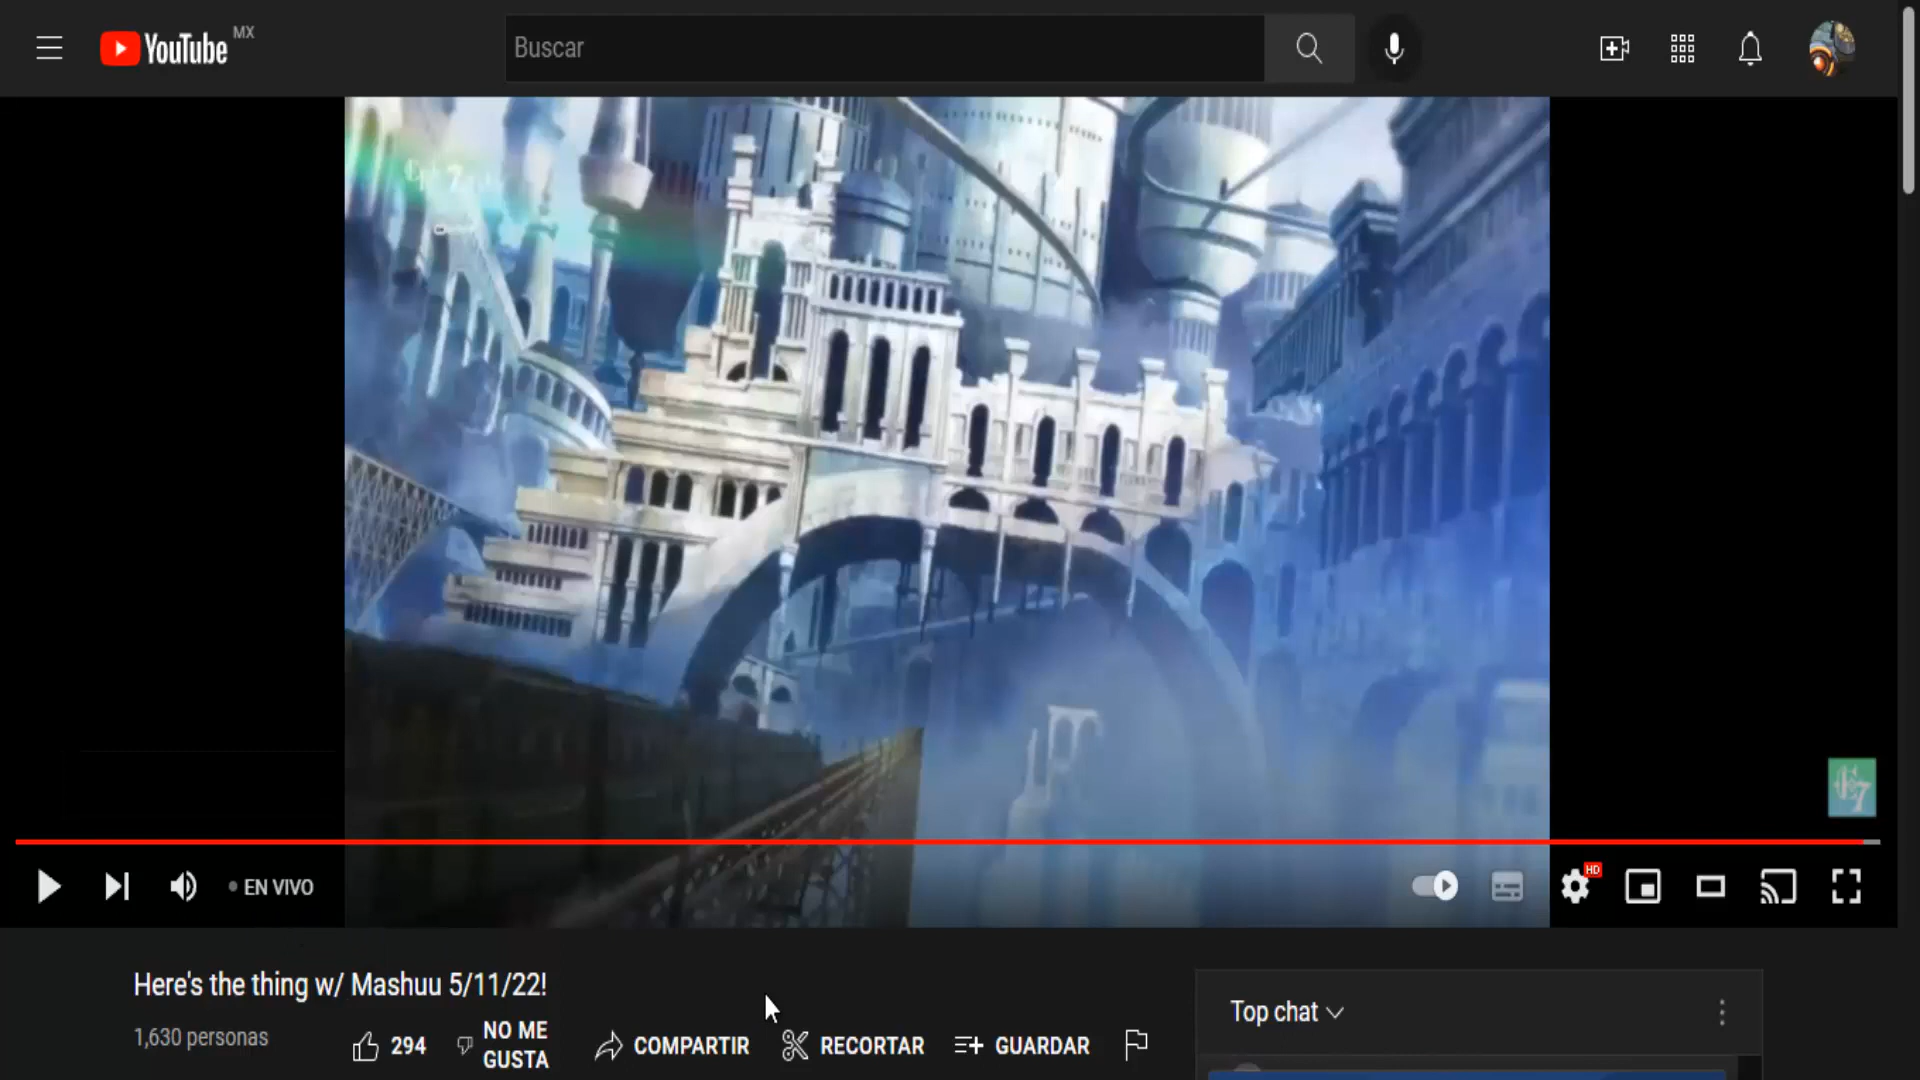 YouTube MX
Buscar
EN VIVO
HD
Here's the thing w/ Mashuu 5/11/22!
1,630 personas
294
NO ME
GUSTA
COMPARTIR
RECORTAR
GUARDAR
Top chat